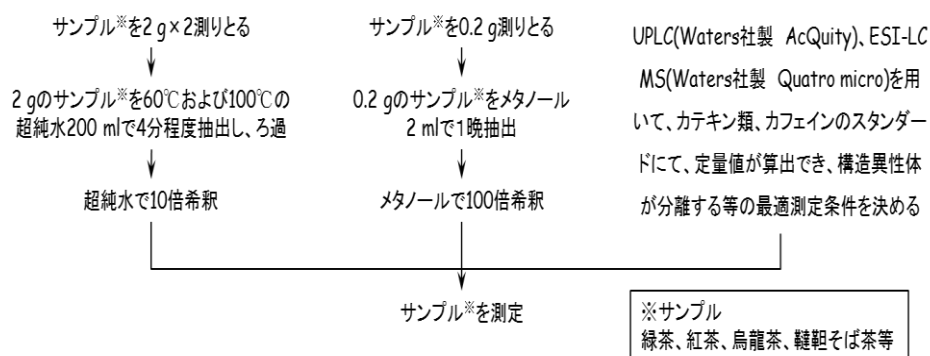 サンプル※を2 g×2測りとる
2 gのサンプル※を60℃および100℃の
超純水200 mlで4分程度抽出し、ろ過
超純水で10倍希釈
サンプル※を0.2 g測りとる
0.2 gのサンプル※をメタノール
2 mlで1晩抽出
メタノールで100倍希釈
UPLC(Waters社製 AcQuity)、ESI-LC
MS(Waters社製 Quatro micro)を用
いて、カテキン類、カフェインのスタンダー
ドにて、定量値が算出でき、構造異性体
が分離する等の最適測定条件を決める
サンプル※を測定
※サンプル
緑茶、紅茶、烏龍茶、韃靼そば茶等